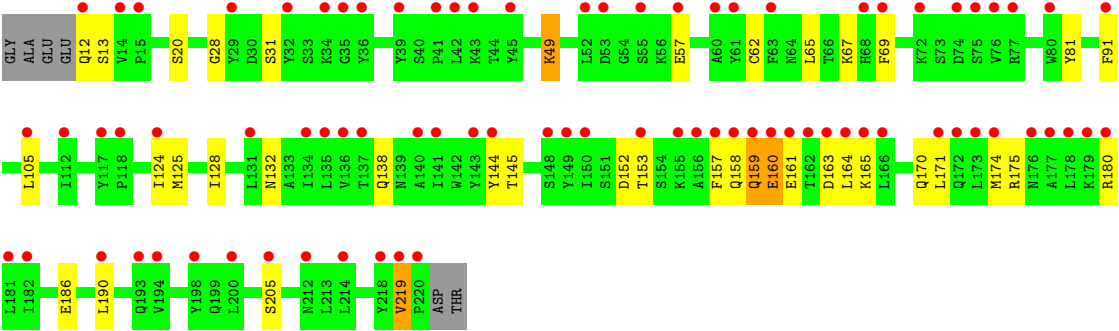 GLY ALA GLU GLU Q12 S13 V14 P15 S20 G28 Y29 D30 S31 Y32 S33 K34 G35 Y36 Y39 S40 P41 L42 K43 T44 Y45 K49 L52 D53 G54 S55 K56 E57 A60 Y61 C62 F63 N64 L65 T66 K67 H68 F69 K72 S73 D74 S75 V76 R77 W80 Y81 F91
L105 I112 Y117 P118 I124 M125 I128 L131 N132 A133 I134 L135 V136 T137 Q138 N139 A140 I141 W142 Y143 Y144 T145 S148 Y149 I150 S151 D152 T153 S154 K155 A156 F157 Q158 Q159 E160 E161 T162 D163 L164 K165 L166 Q170 L171 Q172 L173 M174 R175 N176 A177 L178 K179 R180
L181 I182 E186 L190 Q193 V194 Y198 Q199 L200 S205 N212 L213 L214 Y218 V219 P220 ASP THR